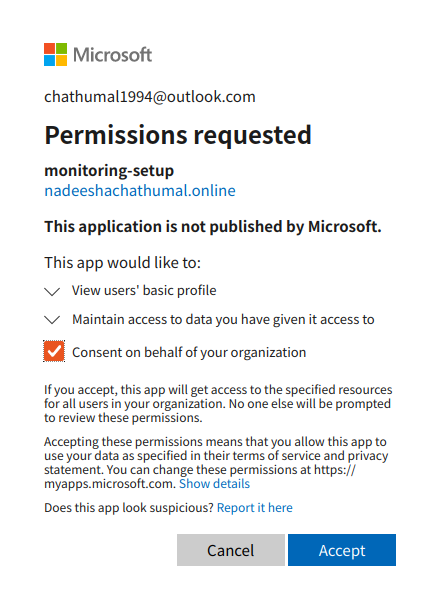 Microsoft
chathumal1994@outlook.com
Permissions requested
monitoring-setup
nadeeshachathumal.online
This application is not published by Microsoft.
This app would like to:
View users' basic profile
Maintain access to data you have given it access to
Consent on behalf of your organization
If you accept, this app will get access to the specified resources
for all users in your organization. No one else will be prompted
to review these permissions.
Accepting these permissions means that you allow this app to
use your data as specified in their terms of service and privacy
statement. You can change these permissions at https://
myapps.microsoft.com. Show details
Does this app look suspicious? Report it here
Cancel
Accept